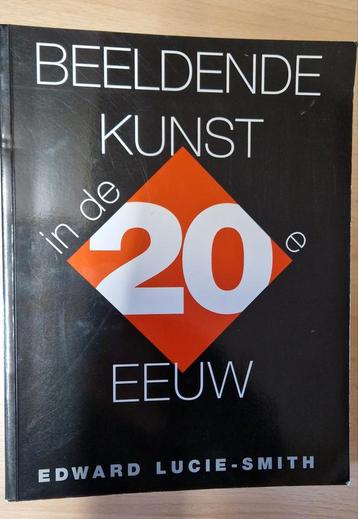 BEELDENDE
KUNST
in de
20
e
EEUW
EDWARD LUCIE-SMITH